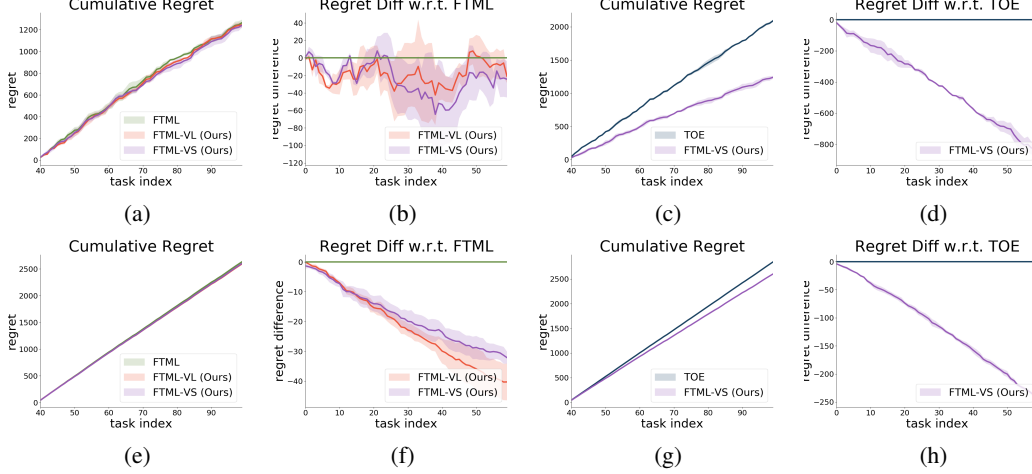 Cumulative Regret
regret
1200
1000
800
600
400
200
0
40 50 60 70 80 90
task index
FTML
FTML-VL (Ours)
FTML-VS (Ours)
(a)
Regret Diff w.r.t. FTML
regret difference
40
20
0
−20
−40
−60
−80
−100
−120
0 10 20 30 40 50
task index
FTML
FTML-VL (Ours)
FTML-VS (Ours)
(b)
Cumulative Regret
regret
2000
1500
1000
500
0
40 50 60 70 80 90
task index
TOE
FTML-VS (Ours)
(c)
Regret Diff w.r.t. TOE
regret difference
0
−200
−400
−600
−800
0 10 20 30 40 50
task index
FTML-VS (Ours)
(d)
Cumulative Regret
regret
2500
2000
1500
1000
500
0
40 50 60 70 80 90
task index
FTML
FTML-VL (Ours)
FTML-VS (Ours)
(e)
Regret Diff w.r.t. FTML
regret difference
0
−10
−20
−30
−40
0 10 20 30 40 50
task index
FTML-VL (Ours)
FTML-VS (Ours)
(f)
Cumulative Regret
regret
2500
2000
1500
1000
500
0
40 50 60 70 80 90
task index
TOE
FTML-VS (Ours)
(g)
Regret Diff w.r.t. TOE
regret difference
0
−50
−100
−150
−200
−250
0 10 20 30 40 50
task index
FTML-VS (Ours)
(h)